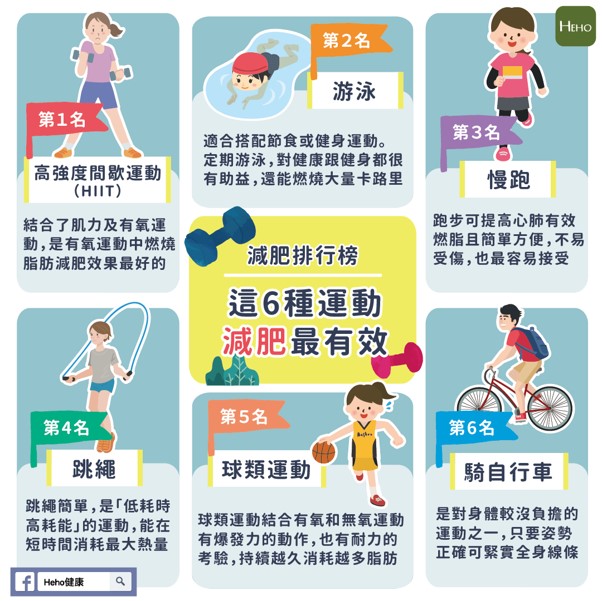 HEHO
第1名
高強度間歇運動
（HIIT）
結合了肌力及有氧運
動，是有氧運動中燃燒
脂肪減肥效果最好的
第2名
游泳
適合搭配節食或健身運動。
定期游泳，對健康跟健身都很
有助益，還能燃燒大量卡路里
第3名
慢跑
跑步可提高心肺有效
燃脂且簡單方便，不易
受傷，也最容易接受
減肥排行榜
這6種運動
減肥最有效
第4名
跳繩
跳繩簡單，是「低耗時
高耗能」的運動，能在
短時間消耗最大熱量
第5名
球類運動
球類運動結合有氧和無氧運動
有爆發力的動作，也有耐力的
考驗，持續越久消耗越多脂肪
第6名
騎自行車
是對身體較沒負擔的
運動之一，只要姿勢
正確可緊實全身線條
f Heho健康